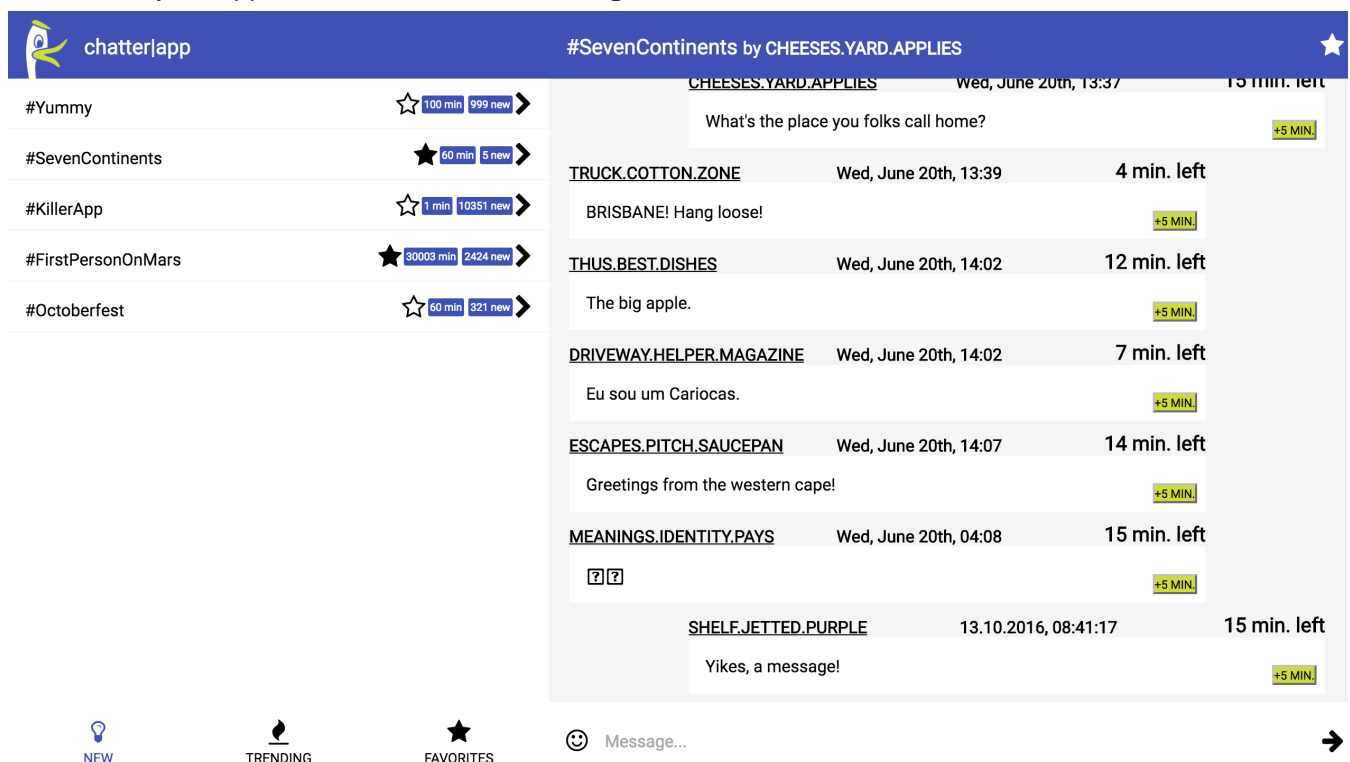 chatter|app
#SevenContinents by CHEESES.YARD.APPLIES
#Yummy 100 min 999 new
#SevenContinents 60 min 5 new
#KillerApp 1 min 10351 new
#FirstPersonOnMars 30003 min 2424 new
#Octoberfest 60 min 321 new
NEW
TRENDING
FAVORITES
CHEESES.YARD.APPLIES Wed, June 20th, 13:37 15 min. left
What's the place you folks call home?
+5 MIN.
TRUCK.COTTON.ZONE Wed, June 20th, 13:39 4 min. left
BRISBANE! Hang loose!
+5 MIN.
THUS.BEST.DISHES Wed, June 20th, 14:02 12 min. left
The big apple.
+5 MIN.
DRIVEWAY.HELPER.MAGAZINE Wed, June 20th, 14:02 7 min. left
Eu sou um Cariocas.
+5 MIN.
ESCAPES.PITCH.SAUCEPAN Wed, June 20th, 14:07 14 min. left
Greetings from the western cape!
+5 MIN.
MEANINGS.IDENTITY.PAYS Wed, June 20th, 04:08 15 min. left
+5 MIN.
SHELF.JETTED.PURPLE 13.10.2016, 08:41:17 15 min. left
Yikes, a message!
+5 MIN.
Message...